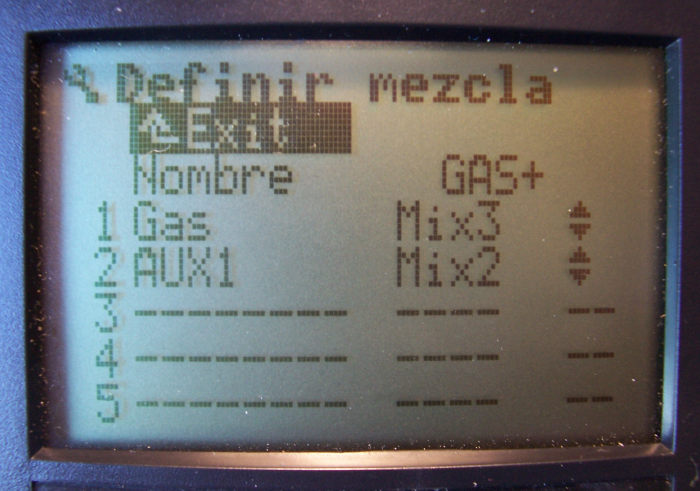 Definir mezcla
Exit
Nombre GAS+
1 Gas Mix3
2 AUX1 Mix2
3 -------- ---- --
4 -------- ---- --
5 -------- ---- --